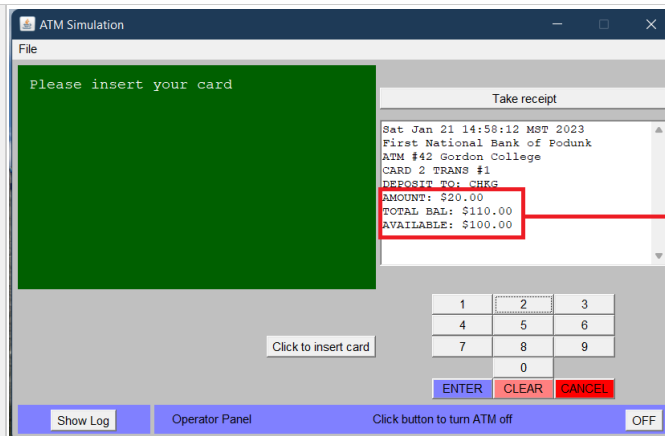 ATM Simulation
File
Please insert your card
Take receipt
Sat Jan 21 14:58:12 MST 2023
First National Bank of Podunk
ATM #42 Gordon College
CARD 2 TRANS #1
DEPOSIT TO: CHKG
AMOUNT: $20.00
TOTAL BAL: $110.00
AVAILABLE: $100.00
1 2 3
4 5 6
Click to insert card
7 8 9
0
ENTER CLEAR CANCEL
Show Log Operator Panel Click button to turn ATM off OFF